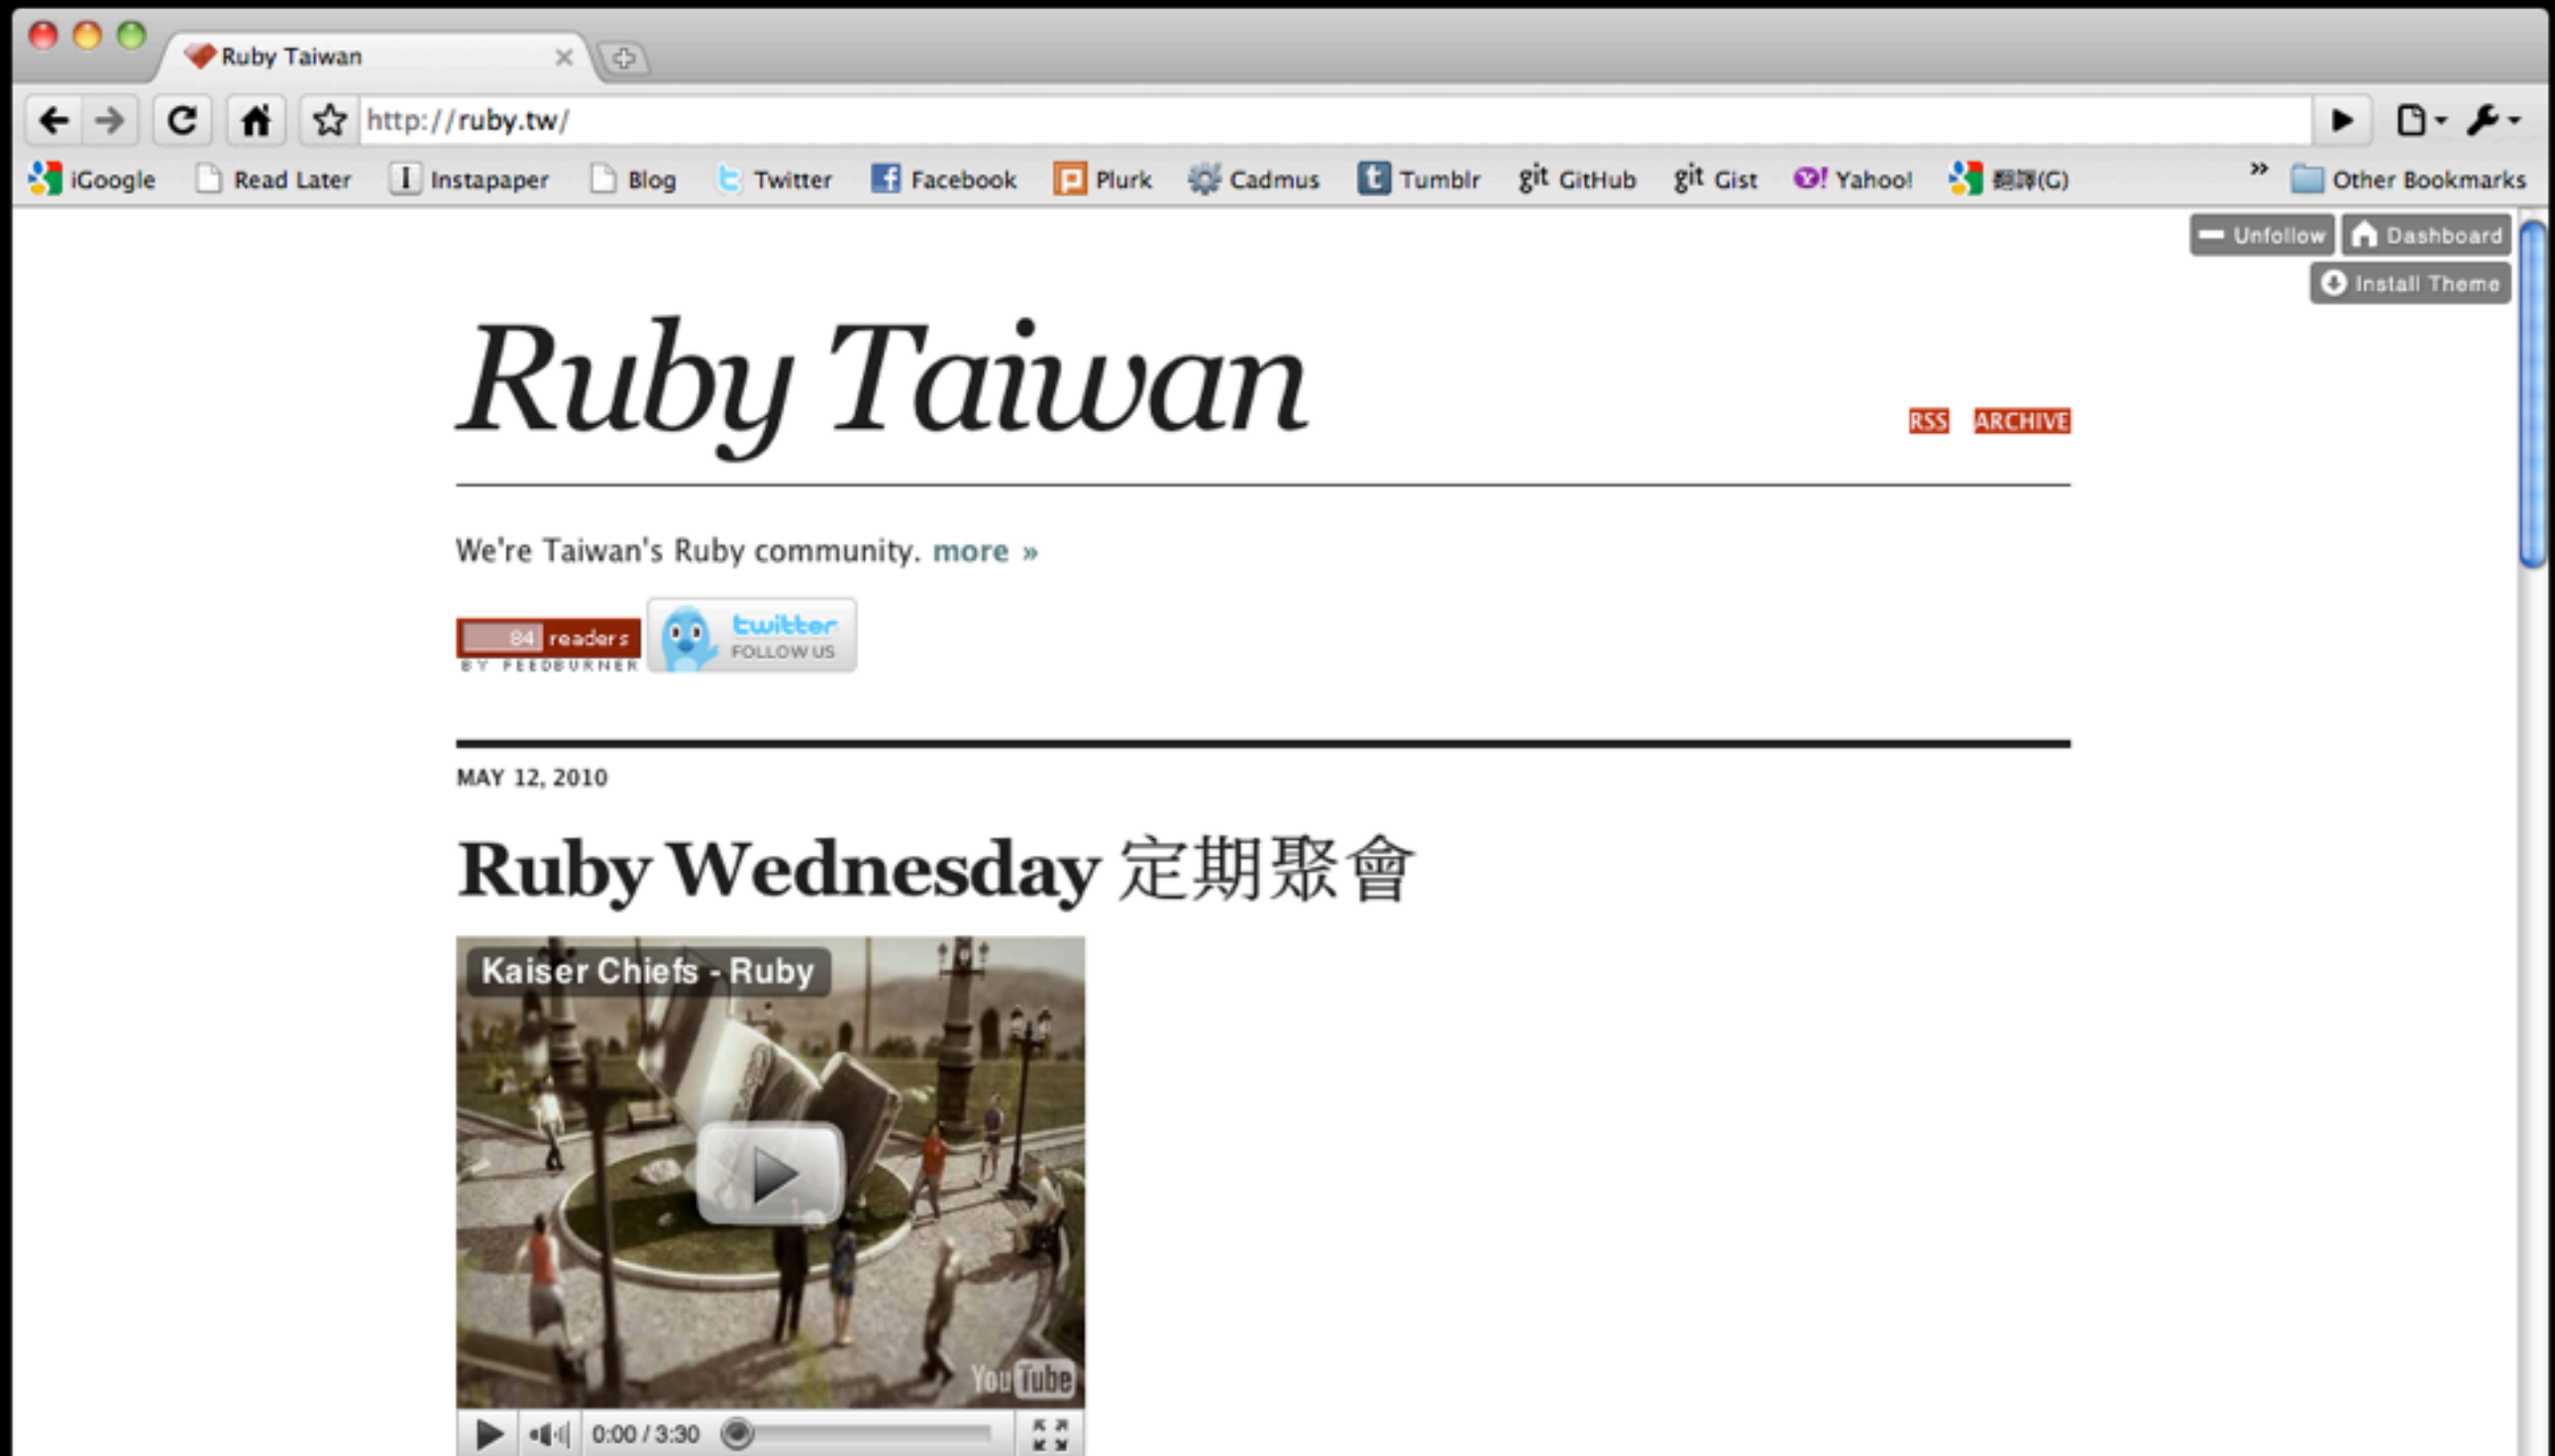 Ruby Taiwan
http://ruby.tw/
iGoogle Read Later Instapaper Blog Twitter Facebook Plurk Cadmus Tumblr git GitHub git Gist Yahoo! 翻譯(G) » Other Bookmarks
Unfollow Dashboard
Install Theme
Ruby Taiwan
RSS ARCHIVE
We're Taiwan's Ruby community. more »
84 readers
BY FEEDBURNER
twitter
FOLLOW US
MAY 12, 2010
Ruby Wednesday 定期聚會
Kaiser Chiefs - Ruby
YouTube
0:00 / 3:30